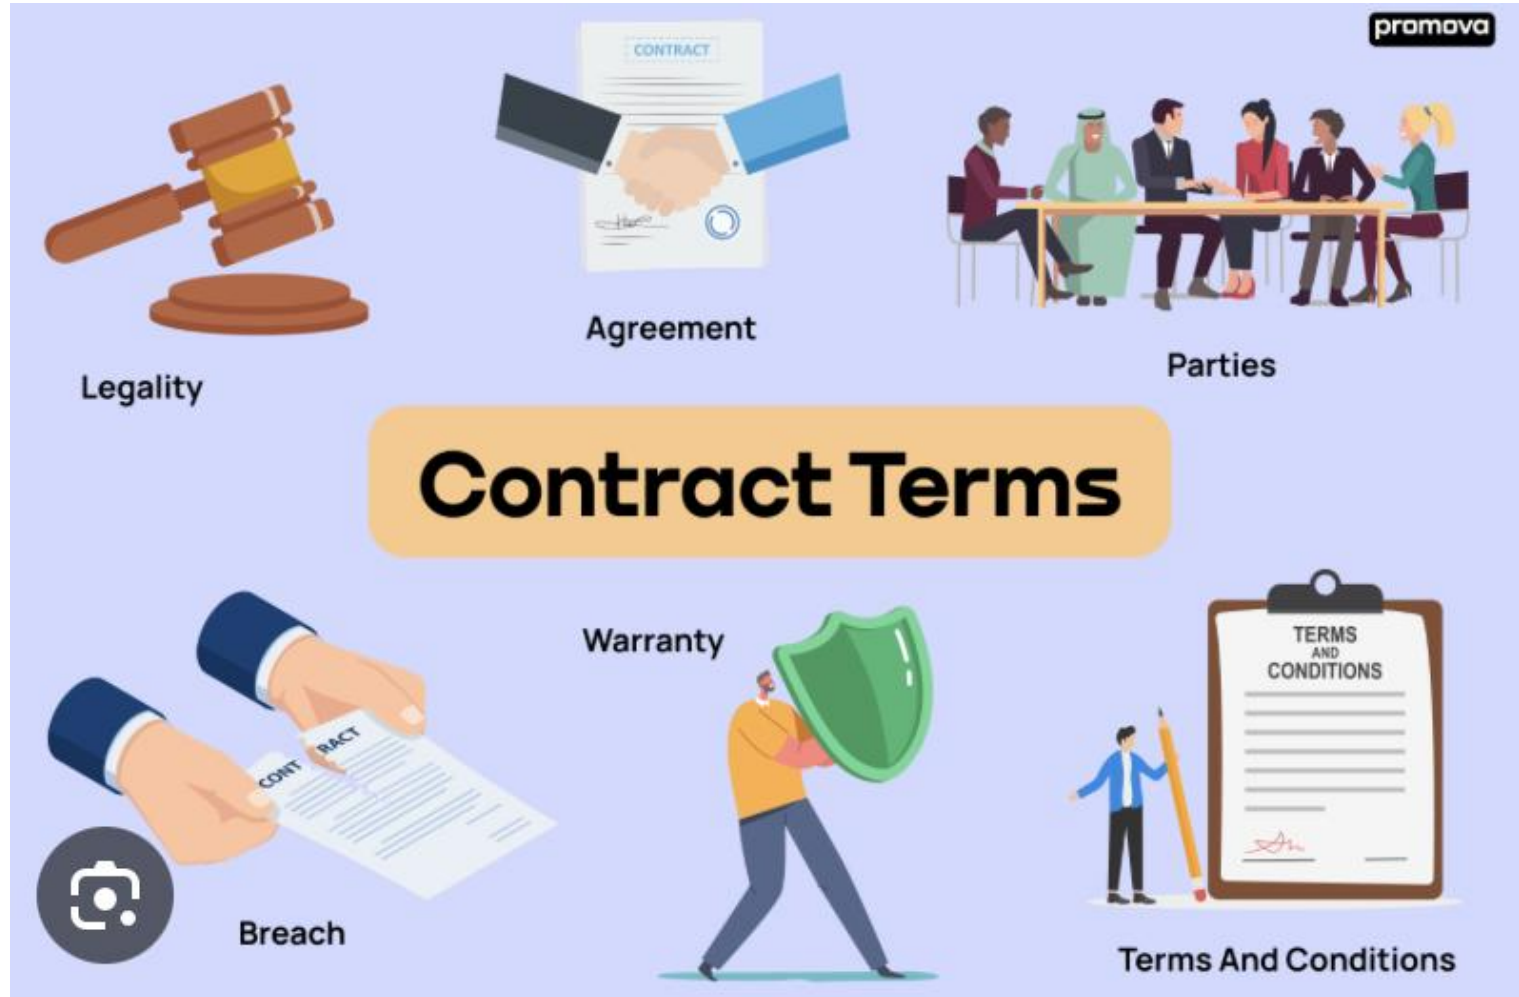 promova
CONTRACT
Agreement
Parties
Legality
Contract Terms
Warranty
TERMS
AND
CONDITIONS
CONT RACT
Breach
Terms And Conditions